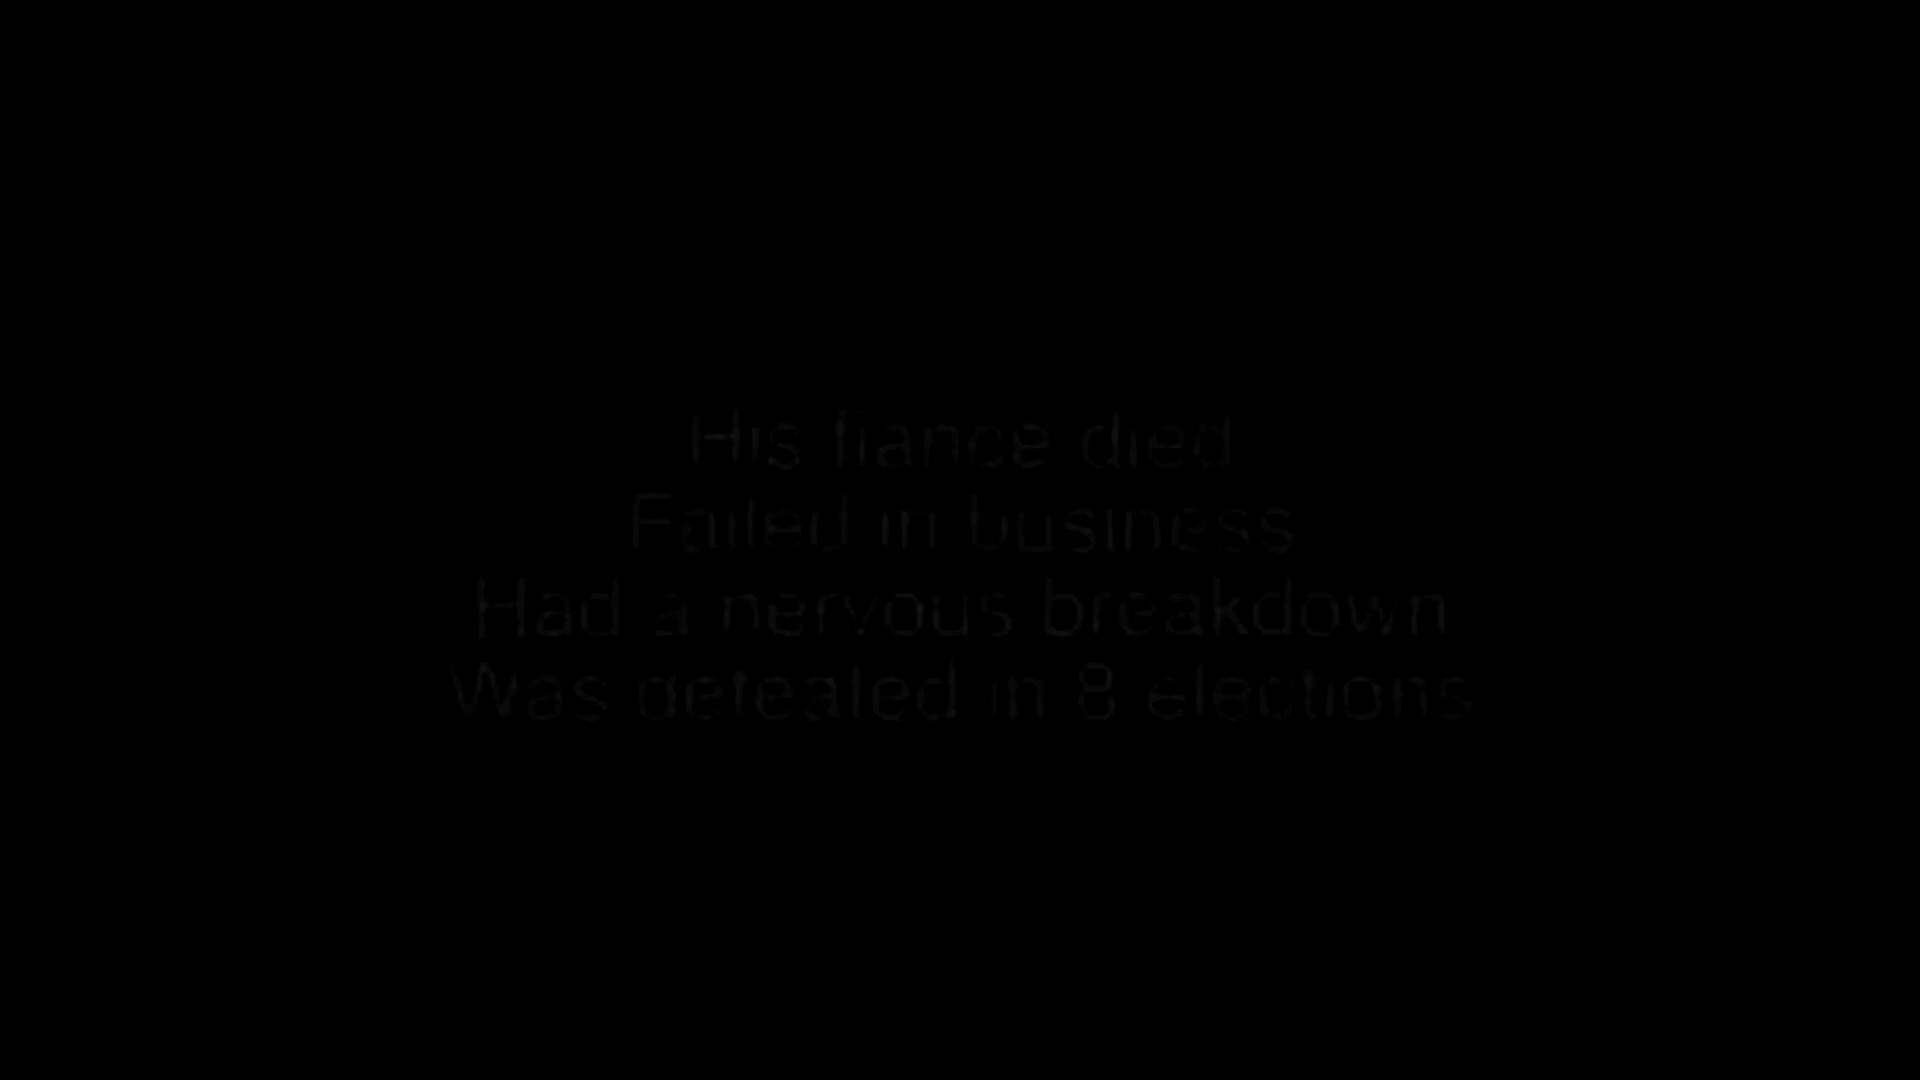 His fiance died
Failed in business
Had a nervous breakdown
Was defeated in 8 elections